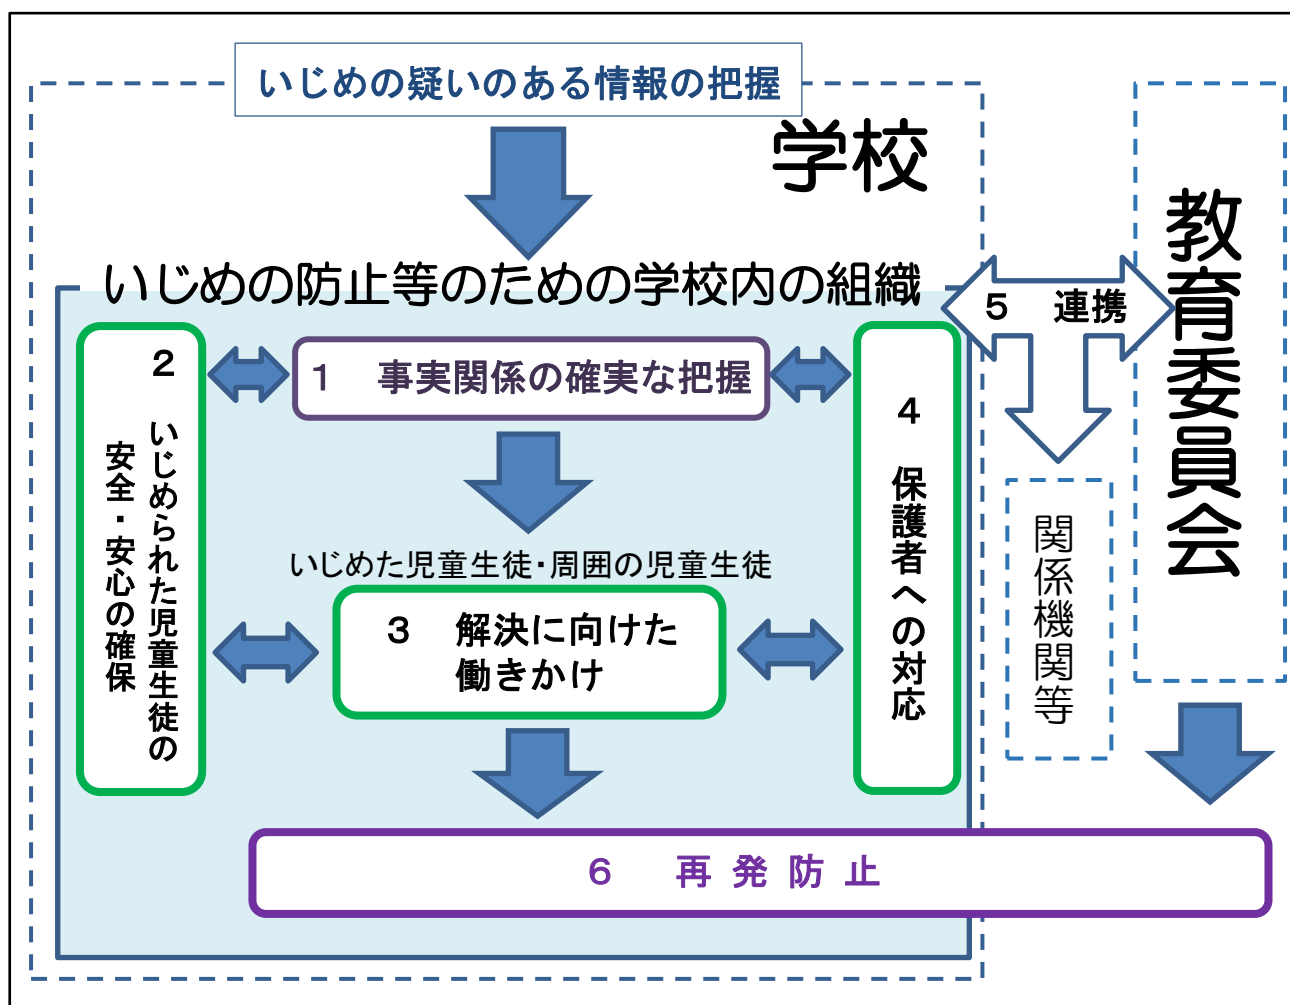 いじめの疑いのある情報の把握
学校
教育委員会
いじめの防止等のための学校内の組織
５　連携
１　事実関係の確実な把握
２　いじめられた児童生徒の
安全・安心の確保
４　保護者への対応
いじめた児童生徒・周囲の児童生徒
３　解決に向けた
働きかけ
関係機関等
６　再発防止